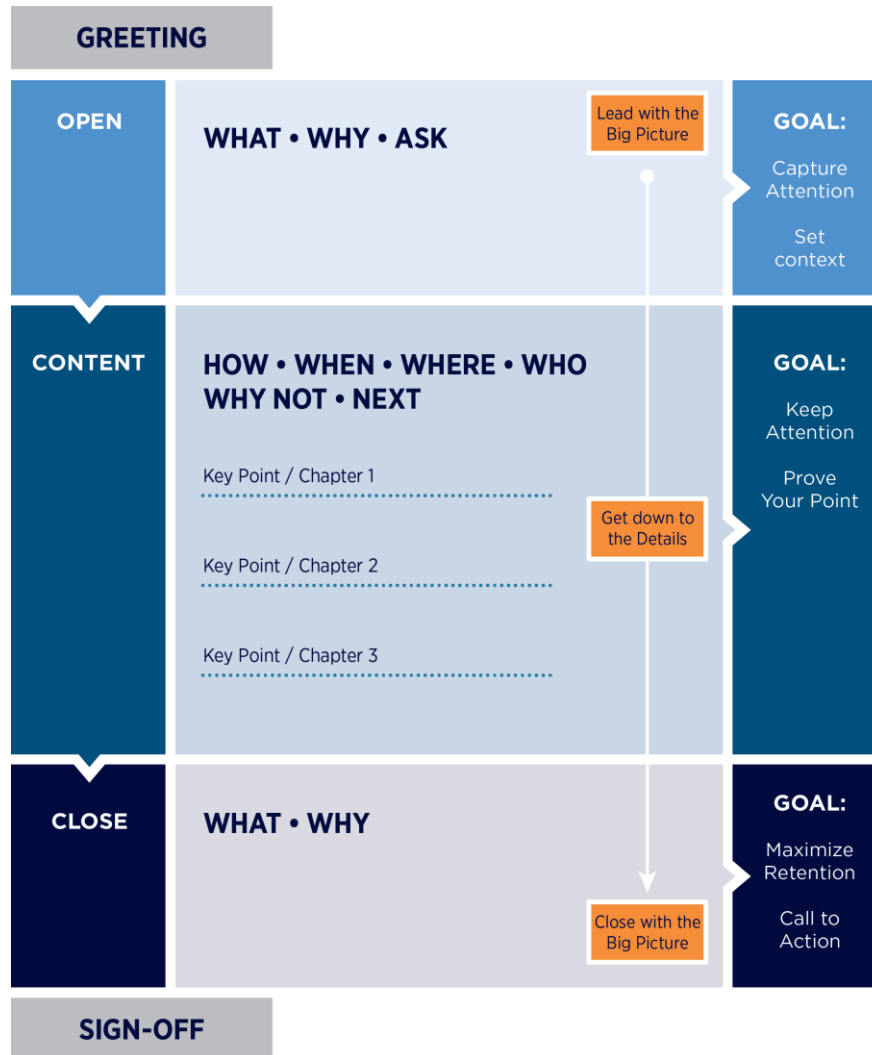 GREETING
OPEN
WHAT • WHY • ASK
Lead with the
Big Picture
GOAL:
Capture
Attention
Set
context
CONTENT
HOW • WHEN • WHERE • WHO
WHY NOT • NEXT
Key Point / Chapter 1
Key Point / Chapter 2
Key Point / Chapter 3
Get down to
the Details
GOAL:
Keep
Attention
Prove
Your Point
CLOSE
WHAT • WHY
Close with the
Big Picture
GOAL:
Maximize
Retention
Call to
Action
SIGN-OFF